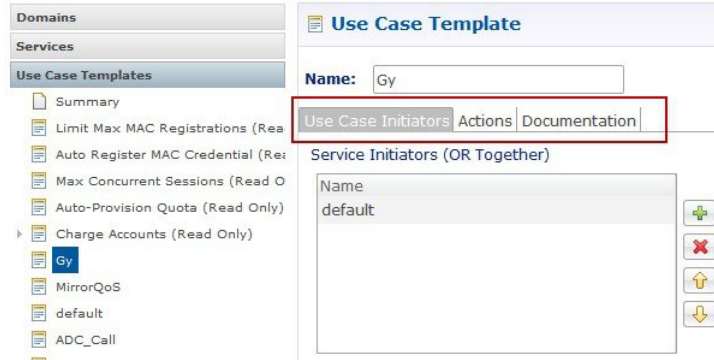 Domains
Services
Use Case Templates
Summary
Limit Max MAC Registrations (Rea
Auto Register MAC Credential (Rea
Max Concurrent Sessions (Read O
Auto-Provision Quota (Read Only)
Charge Accounts (Read Only)
Gy
MirrorQoS
default
ADC_Call
Use Case Template
Name: Gy
Use Case Initiators Actions Documentation
Service Initiators (OR Together)
Name
default